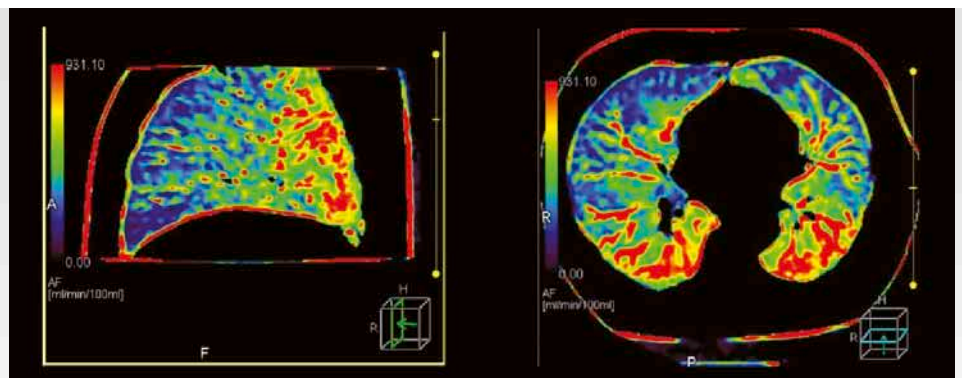 931.10
A
0.00
AF
[ml/min/100ml]
H
R
F
931.10
R
0.00
AF
[ml/min/100ml]
H
R
P